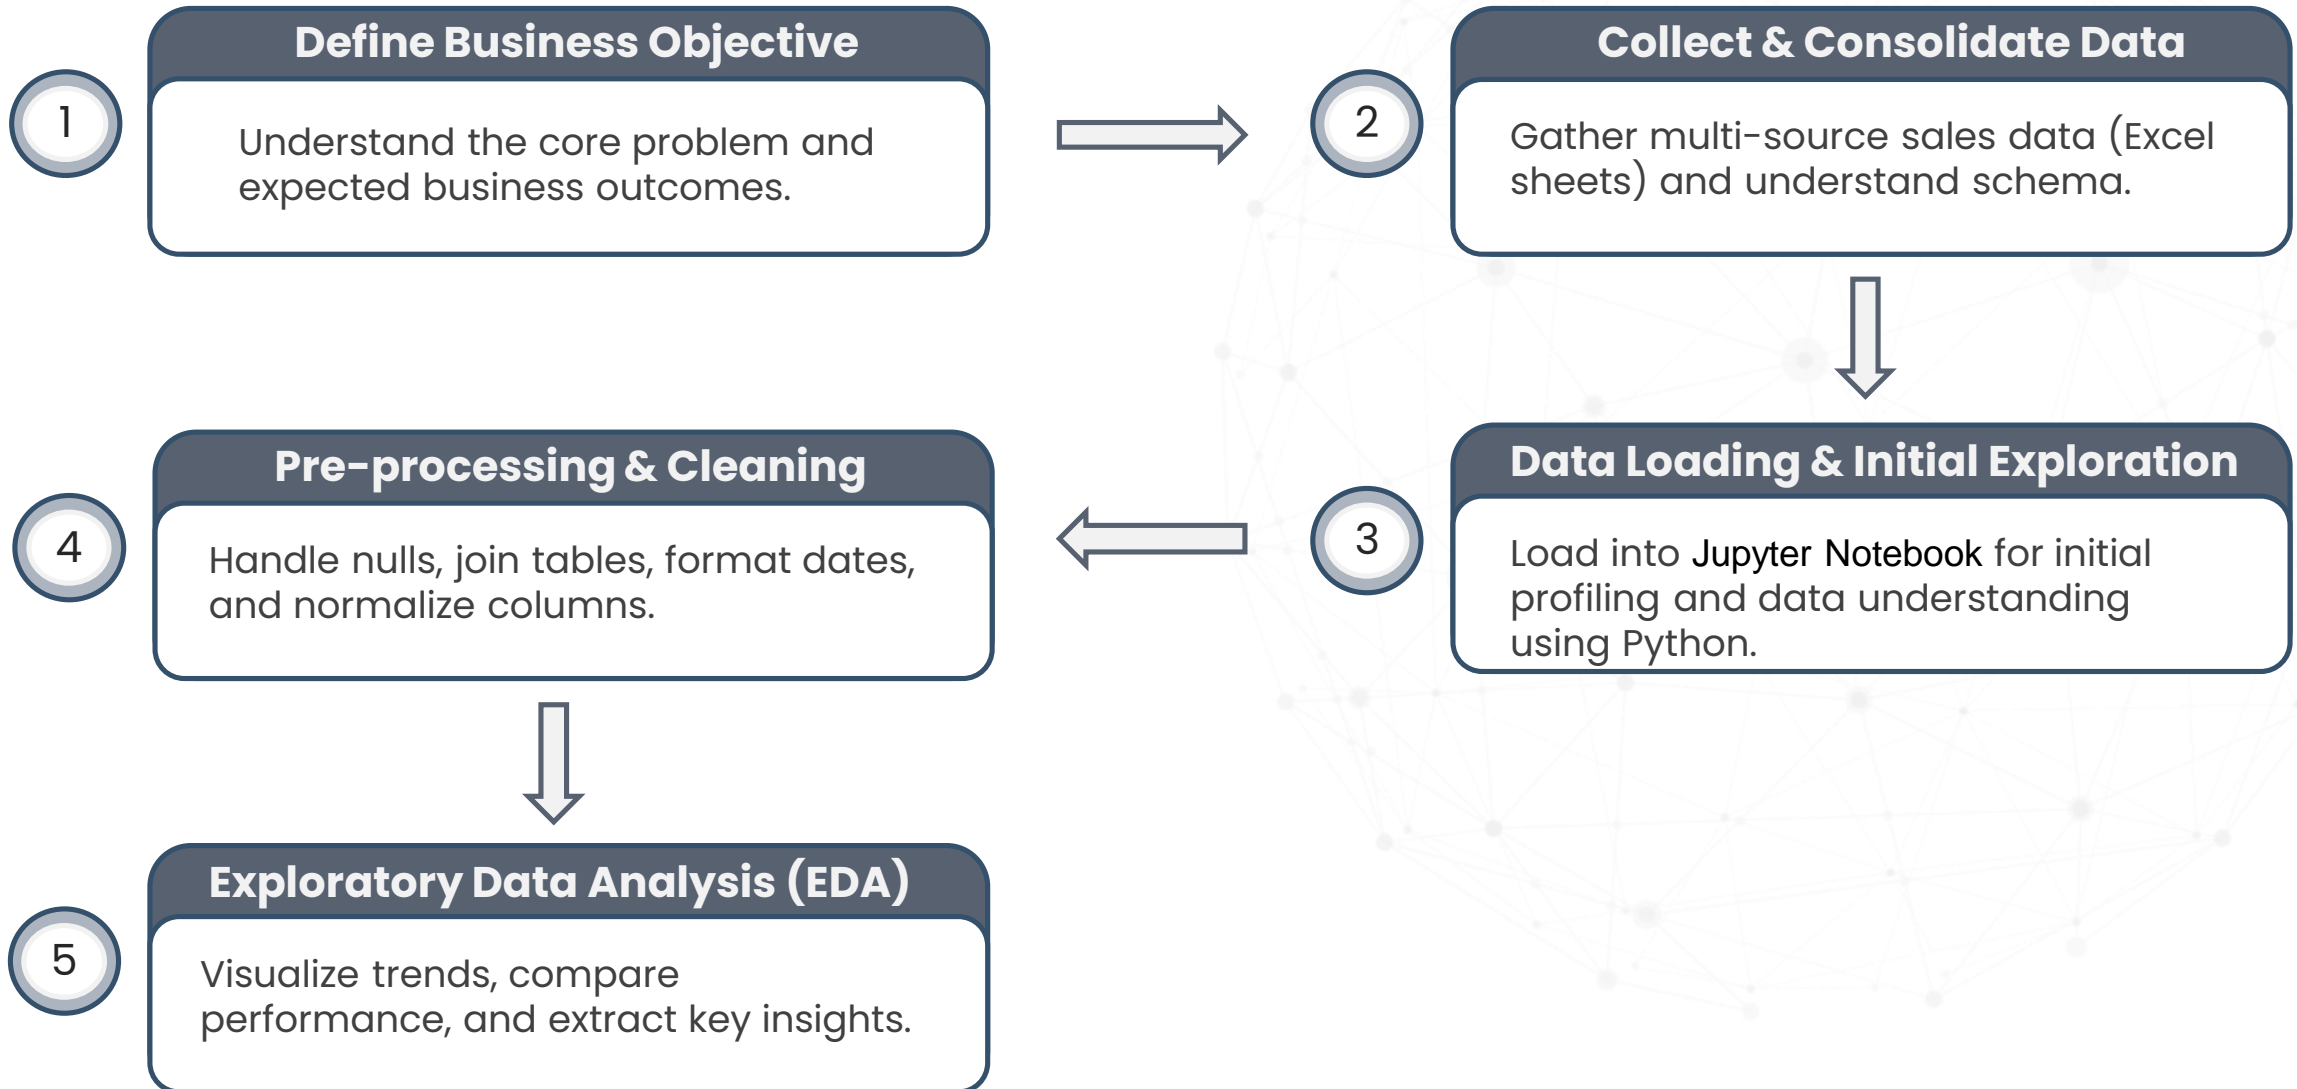 1
Define Business Objective
Understand the core problem and
expected business outcomes.
2
Collect & Consolidate Data
Gather multi-source sales data (Excel
sheets) and understand schema.
3
Data Loading & Initial Exploration
Load into Jupyter Notebook for initial
profiling and data understanding
using Python.
4
Pre-processing & Cleaning
Handle nulls, join tables, format dates,
and normalize columns.
5
Exploratory Data Analysis (EDA)
Visualize trends, compare
performance, and extract key insights.